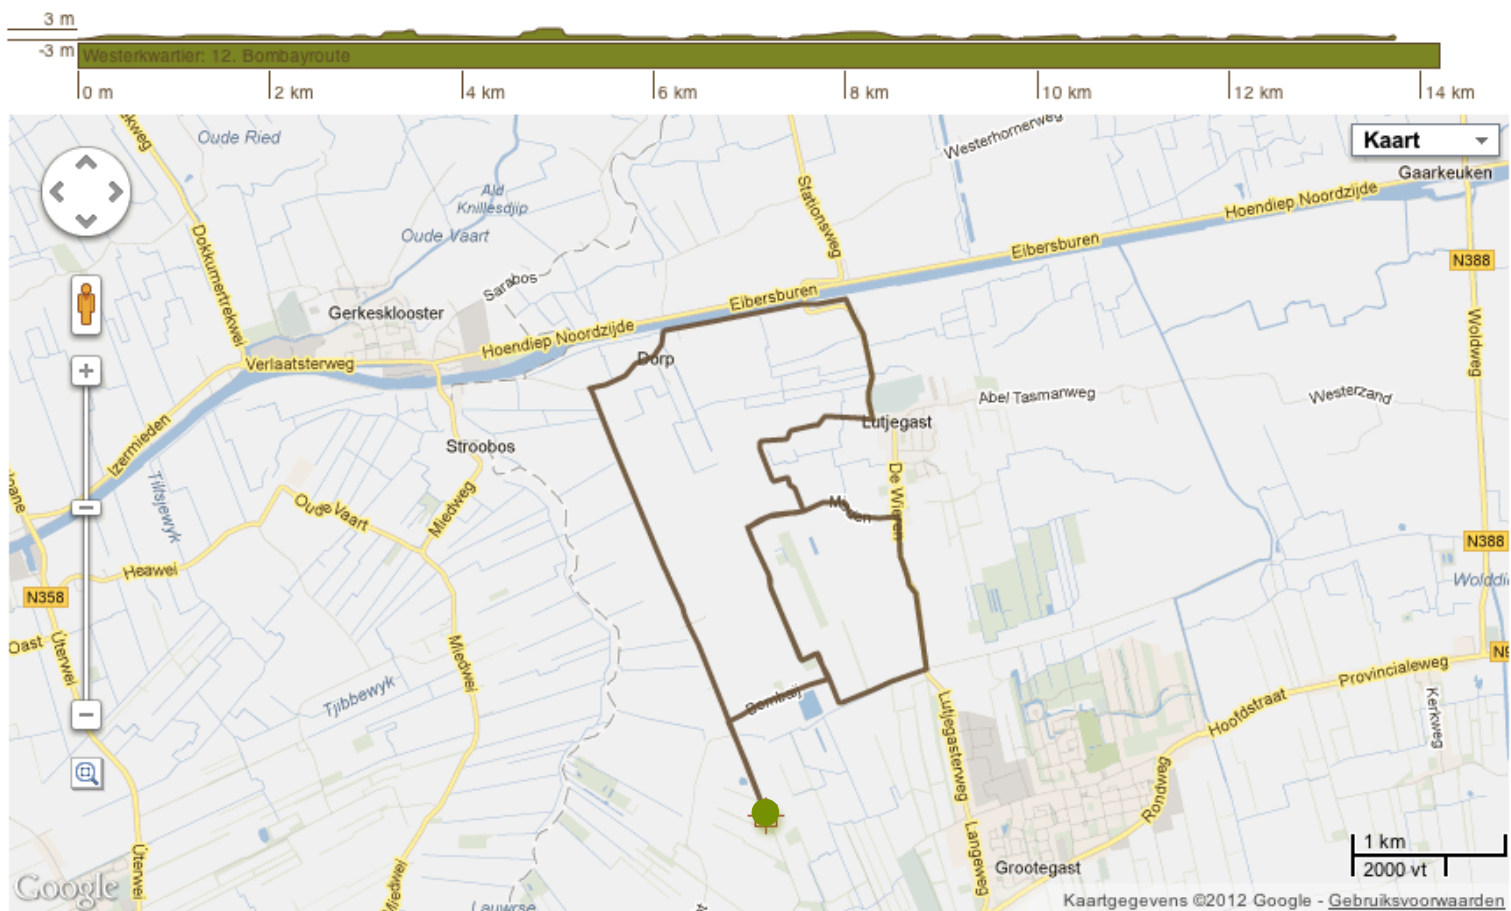 3 m
-3 m
Westerkwartier: 12. Bombayroute
0 m
2 km
4 km
6 km
8 km
10 km
12 km
14 km
Kaart
Oude Ried
Westerhornerweg
Gaarkeuken
Ald
Knillesdjip
Oude Vaart
Stationsweg
Hoendiep Noordzijde
Eibersburen
Dokkumertrekwei
Sarabos
N388
Gerkesklooster
Eibersburen
Hoendiep Noordzijde
Verlaatsterweg
Dorp
Woldweg
Abel Tasmanweg
Westerzand
Lutjegast
Izermieden
Stroobos
Tillsjewyk
De Wieren
Oude Vaart
Miedweg
N388
Heawei
N358
Oast
Uterwei
Miedwei
Tjibbewyk
Bombaij
Provincialeweg
Hoofdstraat
Kerkweg
Lutjegasterweg
Rondweg
Langeweg
Grootegast
Uterwei
Miedwei
1 km
2000 vt
Google
Kaartgegevens ©2012 Google - Gebruiksvoorwaarden